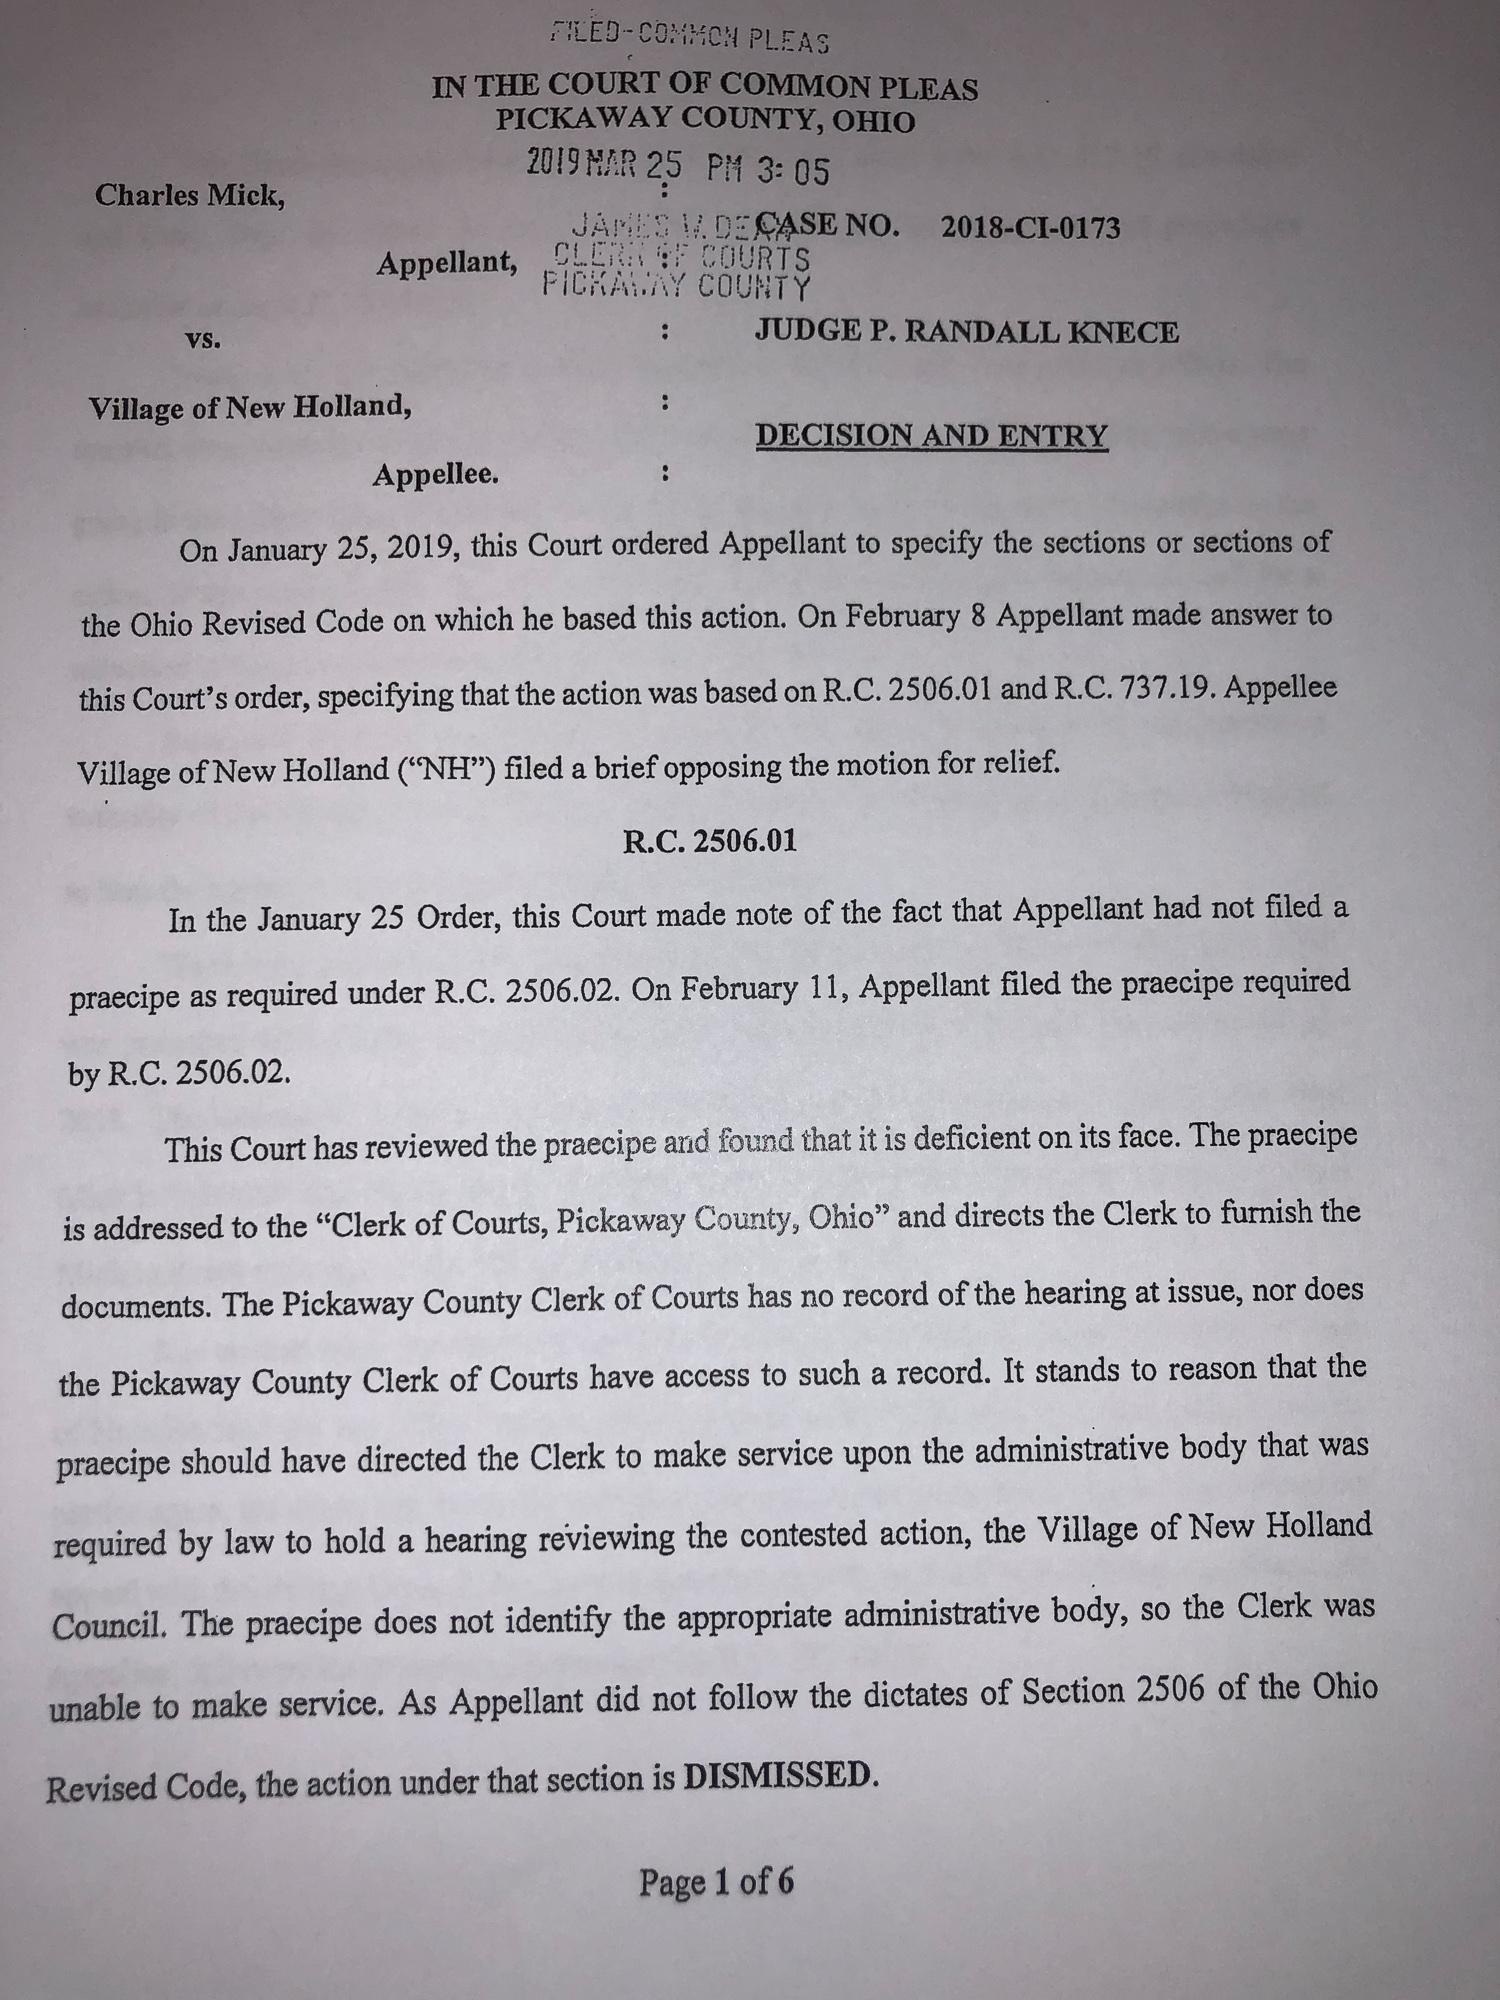 FILED-COMMON PLEAS
IN THE COURT OF COMMON PLEAS
PICKAWAY COUNTY, OHIO
2019 MAR 25 PM 3:05
Charles Mick,
:
JAMES W. DEAN
CASE NO. 2018-CI-0173
Appellant,
CLERK OF COURTS
:
PICKAWAY COUNTY
vs.
:
JUDGE P. RANDALL KNECE
Village of New Holland,
:
DECISION AND ENTRY
Appellee.
:
On January 25, 2019, this Court ordered Appellant to specify the sections or sections of
the Ohio Revised Code on which he based this action. On February 8 Appellant made answer to
this Court's order, specifying that the action was based on R.C. 2506.01 and R.C. 737.19. Appellee
Village of New Holland (“NH”) filed a brief opposing the motion for relief.
R.C. 2506.01
In the January 25 Order, this Court made note of the fact that Appellant had not filed a
praecipe as required under R.C. 2506.02. On February 11, Appellant filed the praecipe required
by R.C. 2506.02.
This Court has reviewed the praecipe and found that it is deficient on its face. The praecipe
is addressed to the “Clerk of Courts, Pickaway County, Ohio” and directs the Clerk to furnish the
documents. The Pickaway County Clerk of Courts has no record of the hearing at issue, nor does
the Pickaway County Clerk of Courts have access to such a record. It stands to reason that the
praecipe should have directed the Clerk to make service upon the administrative body that was
required by law to hold a hearing reviewing the contested action, the Village of New Holland
Council. The praecipe does not identify the appropriate administrative body, so the Clerk was
unable to make service. As Appellant did not follow the dictates of Section 2506 of the Ohio
Revised Code, the action under that section is DISMISSED.
Page 1 of 6